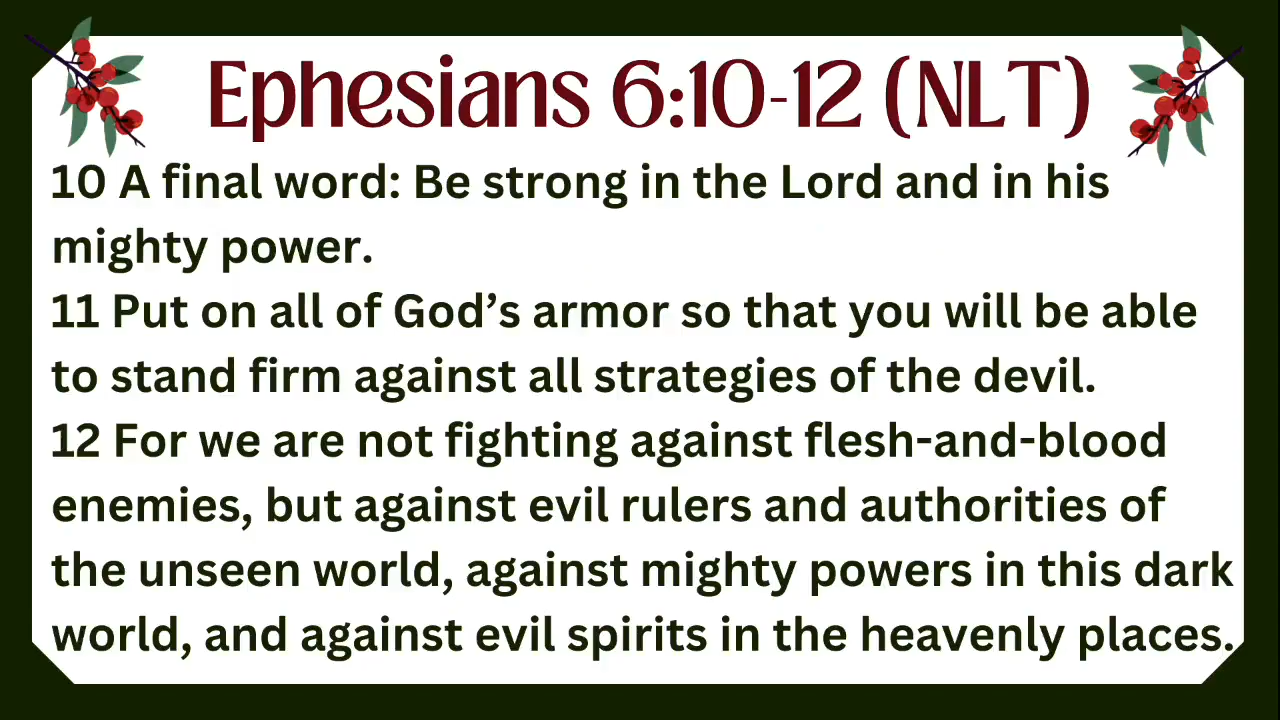 Ephesians 6:10-12 (NLT)
10 A final word: Be strong in the Lord and in his
mighty power.
11 Put on all of God’s armor so that you will be able
to stand firm against all strategies of the devil.
12 For we are not fighting against flesh-and-blood
enemies, but against evil rulers and authorities of
the unseen world, against mighty powers in this dark
world, and against evil spirits in the heavenly places.